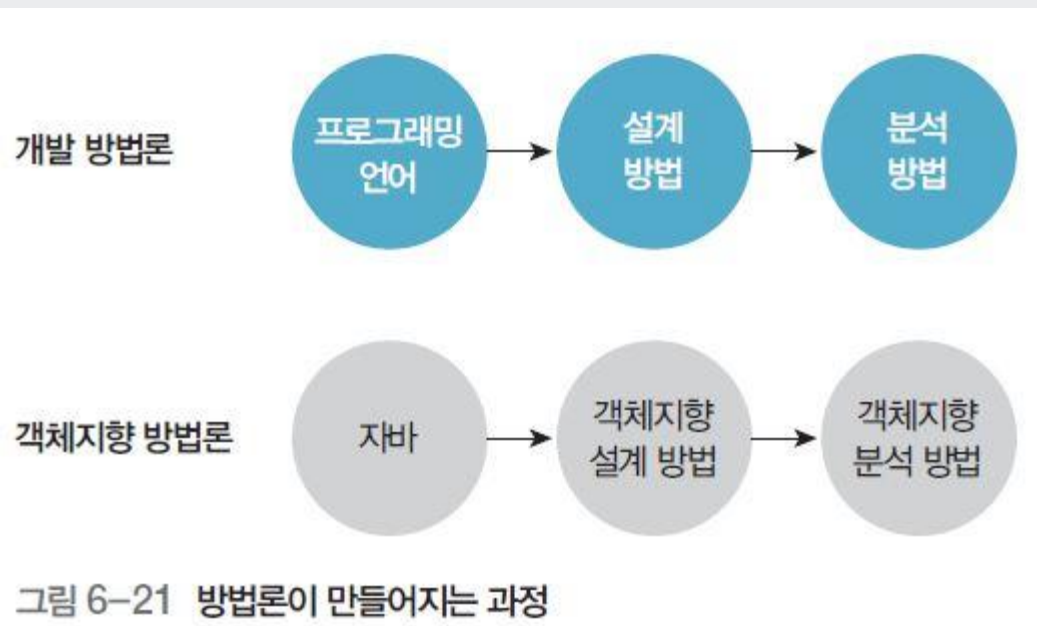 개발 방법론
프로그래밍
언어
설계
방법
분석
방법
객체지향 방법론
자바
객체지향
설계 방법
객체지향
분석 방법
그림 6-21 방법론이 만들어지는 과정